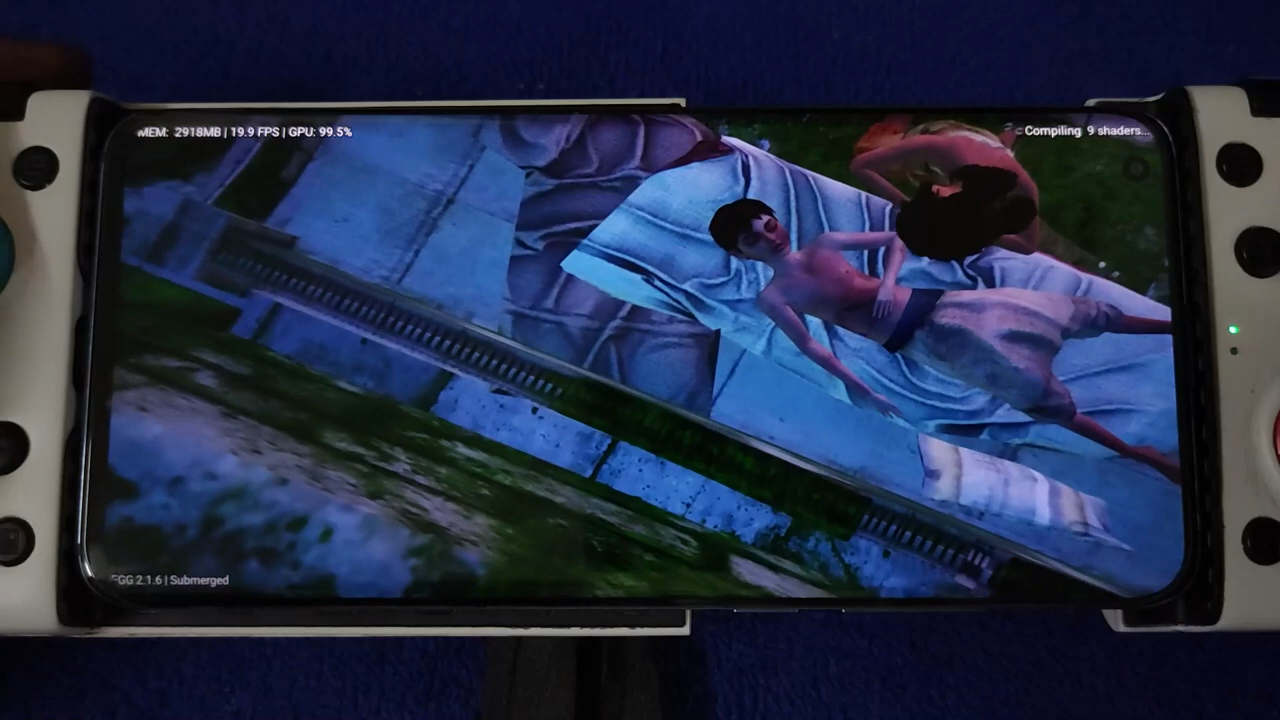 MEM: 2918MB | 19.9 FPS | GPU: 99.5%
Compiling 9 shaders...
EGG 2.1.6 | Submerged